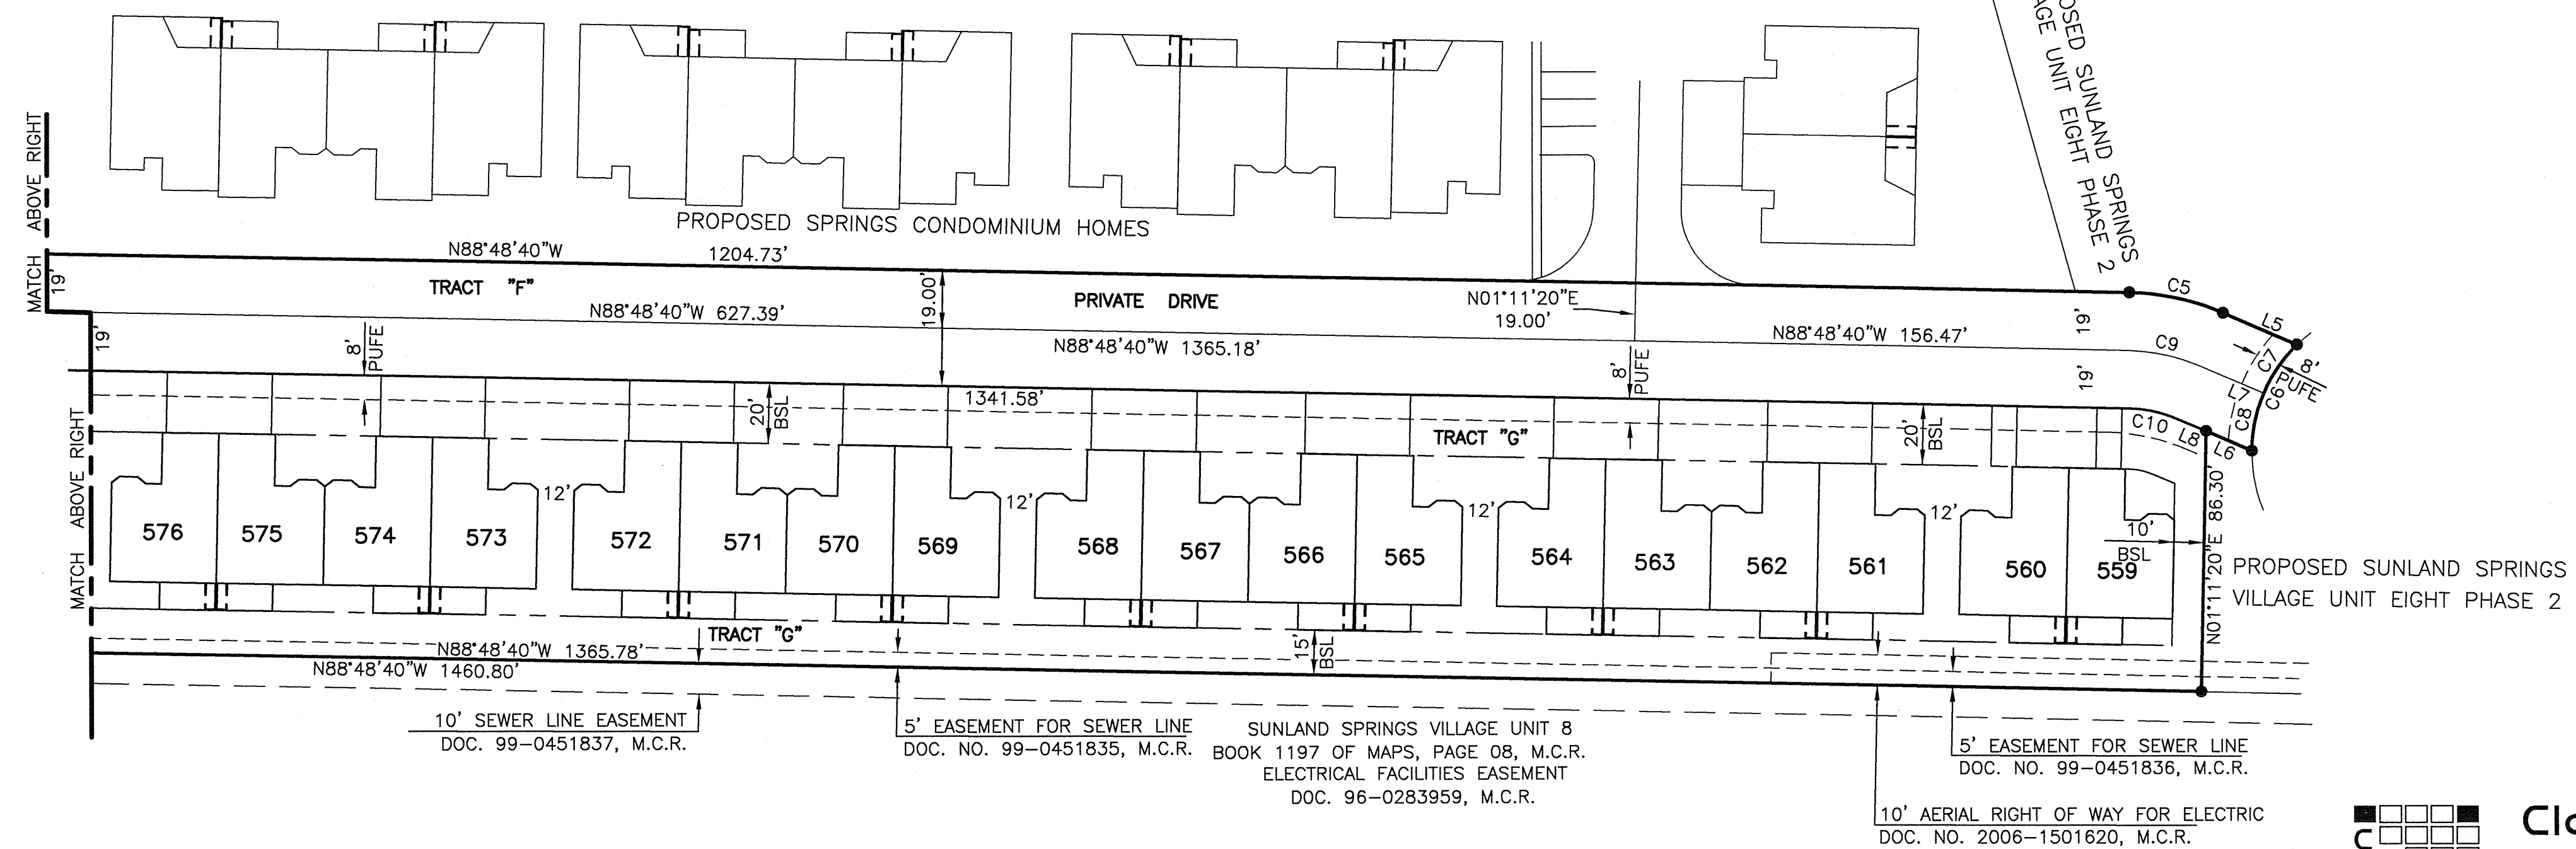 MATCH ABOVE RIGHT
PROPOSED SPRINGS CONDOMINIUM HOMES
OSED SUNLAND SPRINGS
AGE UNIT EIGHT PHASE 2
N88°48'40"W 1204.73'
19'
TRACT "F"
19.00'
PRIVATE DRIVE
N01°11'20"E
19.00'
19'
C5
L5
N88°48'40"W 627.39'
N88°48'40"W 1365.18'
N88°48'40"W 156.47'
C9
C7
8'
PUFE
C6
L7
C8
19'
8'
PUFE
8'
PUFE
19'
1341.58'
20'
BSL
TRACT "G"
20'
BSL
C10
L8
L6
MATCH ABOVE RIGHT
576
575
574
573
12'
572
571
570
569
12'
568
567
566
565
12'
564
563
562
561
12'
560
559
10'
BSL
N01°11'20"E 86.30'
PROPOSED SUNLAND SPRINGS
VILLAGE UNIT EIGHT PHASE 2
TRACT "G"
15'
BSL
N88°48'40"W 1365.78'
N88°48'40"W 1460.80'
10' SEWER LINE EASEMENT
DOC. 99-0451837, M.C.R.
5' EASEMENT FOR SEWER LINE
DOC. NO. 99-0451835, M.C.R.
SUNLAND SPRINGS VILLAGE UNIT 8
BOOK 1197 OF MAPS, PAGE 08, M.C.R.
ELECTRICAL FACILITIES EASEMENT
DOC. 96-0283959, M.C.R.
5' EASEMENT FOR SEWER LINE
DOC. NO. 99-0451836, M.C.R.
10' AERIAL RIGHT OF WAY FOR ELECTRIC
DOC. NO. 2006-1501620, M.C.R.
C
Clo